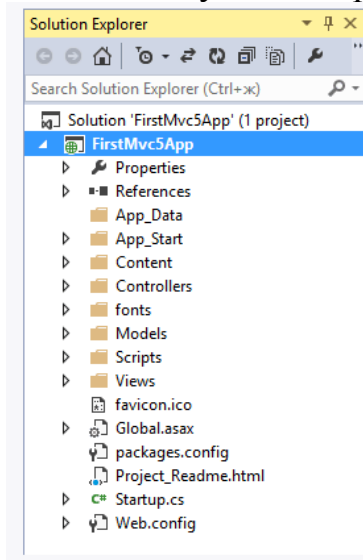 Solution Explorer
Search Solution Explorer (Ctrl+ж)
Solution 'FirstMvc5App' (1 project)
FirstMvc5App
Properties
References
App_Data
App_Start
Content
Controllers
fonts
Models
Scripts
Views
favicon.ico
Global.asax
packages.config
Project_Readme.html
C# Startup.cs
Web.config